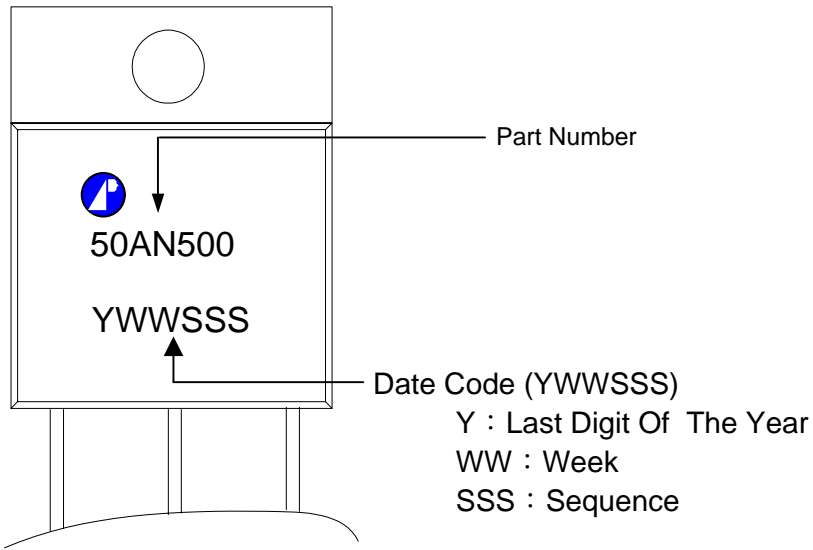 Part Number
50AN500
YWWSSS
Date Code (YWWSSS)
Y：Last Digit Of The Year
WW：Week
SSS：Sequence